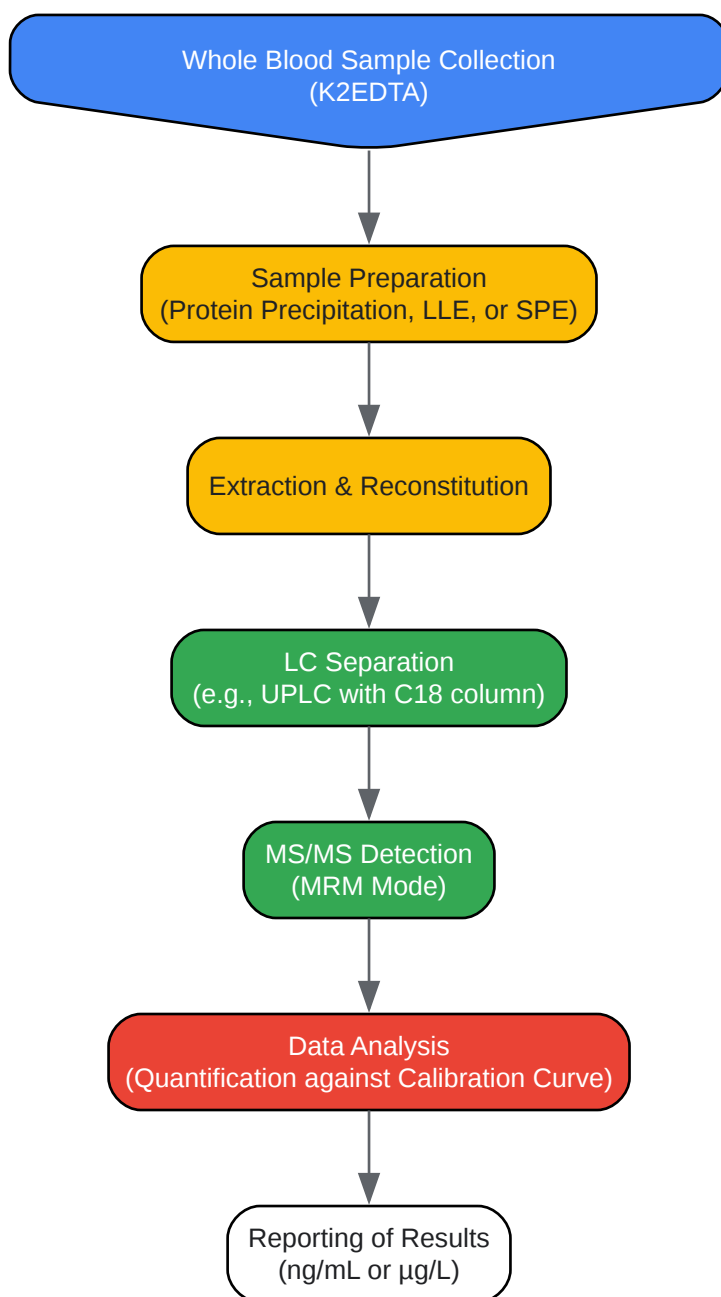 Whole Blood Sample Collection
(K2EDTA)
Sample Preparation
(Protein Precipitation, LLE, or SPE)
Extraction & Reconstitution
LC Separation
(e.g., UPLC with C18 column)
MS/MS Detection
(MRM Mode)
Data Analysis
(Quantification against Calibration Curve)
Reporting of Results
(ng/mL or µg/L)